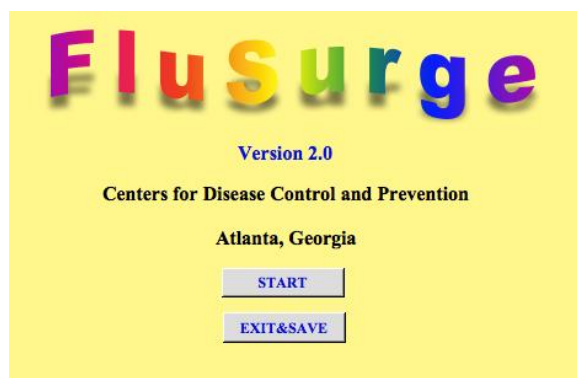 FluSurge
Version 2.0
Centers for Disease Control and Prevention
Atlanta, Georgia
START
EXIT&SAVE